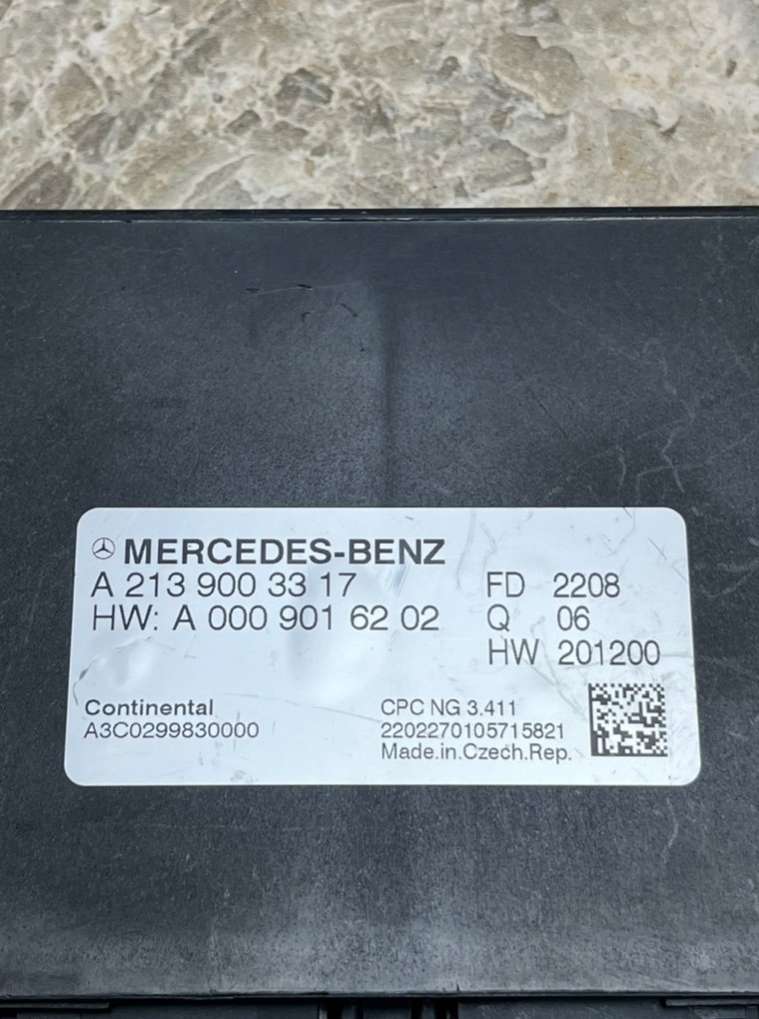 MERCEDES-BENZ
A 213 900 33 17 FD 2208
HW: A 000 901 62 02 Q 06
HW 201200
Continental CPC NG 3.411
A3C0299830000 2202270105715821
Made.in.Czech.Rep.